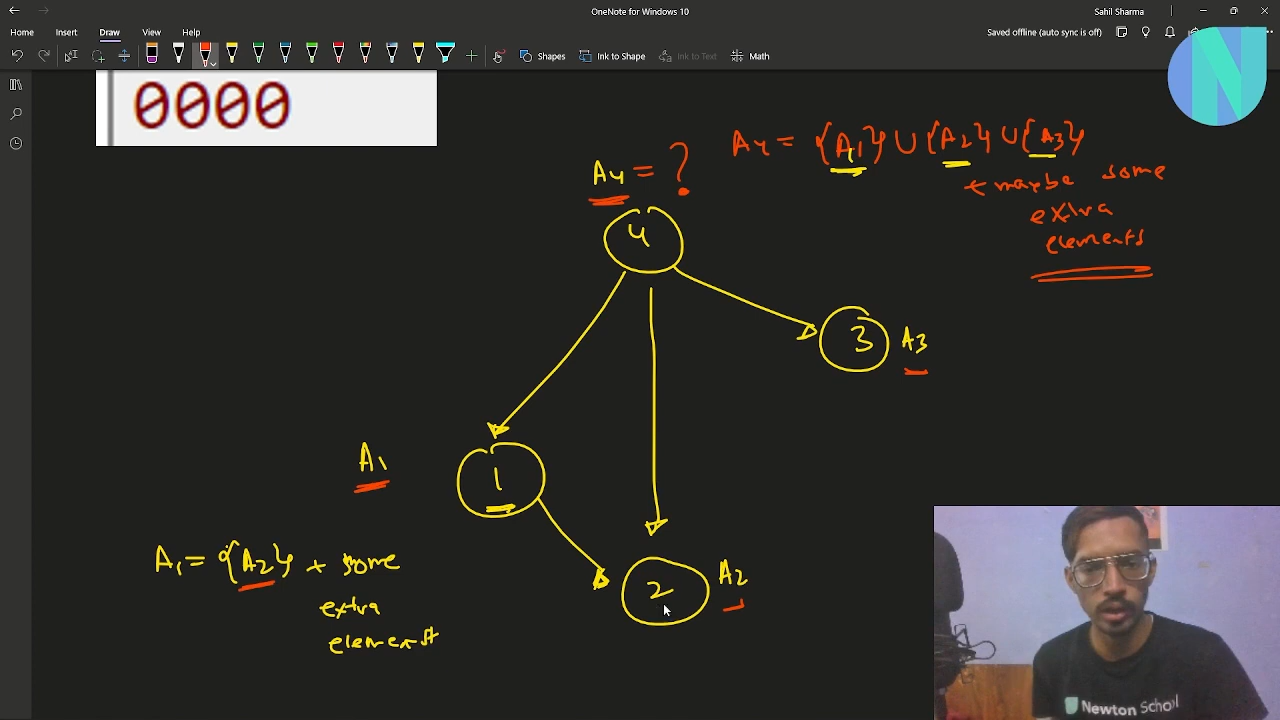 OneNote for Windows 10
Sahil Sharma
Home Insert Draw View Help
Saved offline (auto sync is off)
Shapes Ink to Shape Ink to Text Math
0000
A4 = {A1} ∪ {A2} ∪ {A3}
+ maybe some
extra
elements
A4 = ?
4
3 A3
A1
1
A1 = {A2} + some
extra
elemenst
2 A2
N
Newton School